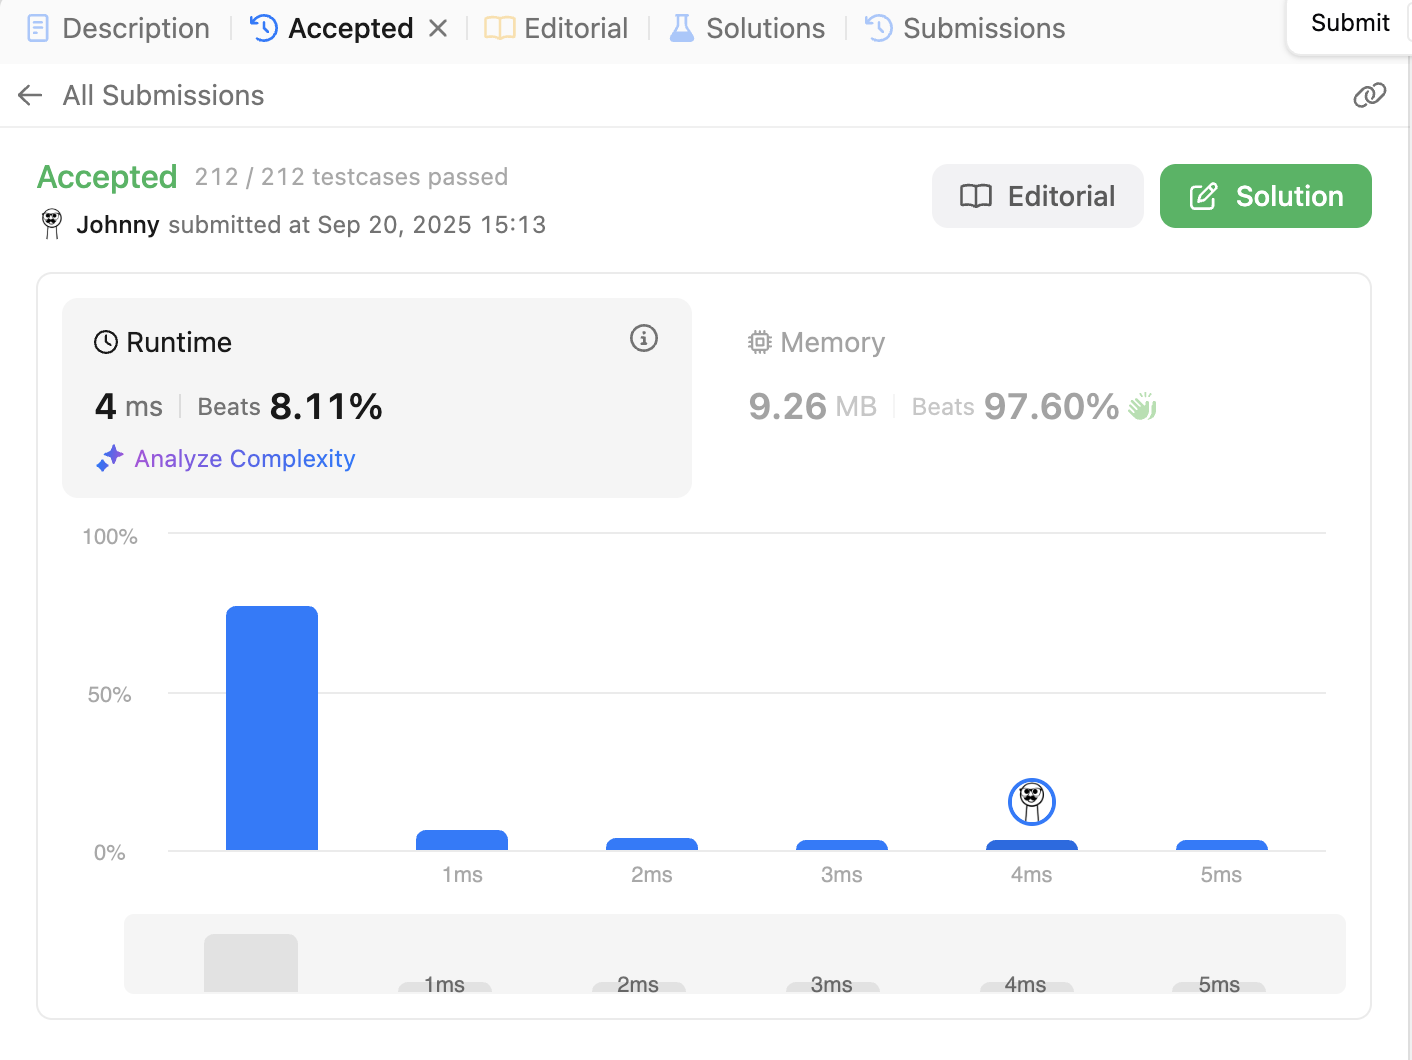 Description Accepted Editorial Solutions Submissions Submit
All Submissions
Accepted 212 / 212 testcases passed
Editorial Solution
Johnny submitted at Sep 20, 2025 15:13
Runtime Memory
4 ms Beats 8.11% 9.26 MB Beats 97.60%
Analyze Complexity
100%
50%
0%
1ms 2ms 3ms 4ms 5ms
1ms 2ms 3ms 4ms 5ms